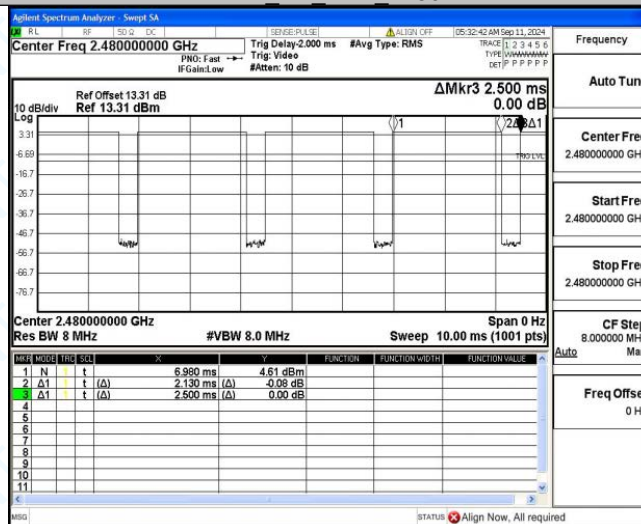 Agilent Spectrum Analyzer - Swept SA
RL RF 50 Ω DC SENSE:PULSE ALIGN OFF 05:32:42 AM Sep 11, 2024
Center Freq 2.480000000 GHz
PNO: Fast
IFGain:Low
Trig Delay-2.000 ms
Trig: Video
#Atten: 10 dB
#Avg Type: RMS
TRACE 1 2 3 4 5 6
TYPE
DET P P P P P P
Ref Offset 13.31 dB
10 dB/div Ref 13.31 dBm
Log
ΔMkr3 2.500 ms
0.00 dB
1 2Δ1 3Δ1
3.31
-6.69
TRIG LVL
-16.7
-26.7
-36.7
-46.7
-56.7
-66.7
-76.7
Center 2.480000000 GHz Span 0 Hz
Res BW 8 MHz #VBW 8.0 MHz Sweep 10.00 ms (1001 pts)
MKR MODE TRC SCL X Y FUNCTION FUNCTION WIDTH FUNCTION VALUE
1 N 1 t 6.980 ms 4.61 dBm
2 Δ1 1 t (Δ) 2.130 ms (Δ) -0.08 dB
3 Δ1 1 t (Δ) 2.500 ms (Δ) 0.00 dB
4
5
6
7
8
9
10
11
MSG STATUS Align Now, All required
Frequency
Auto Tun
Center Fre
2.480000000 GH
Start Fre
2.480000000 GH
Stop Fre
2.480000000 GH
CF Ste
8.000000 MH
Auto Ma
Freq Offse
0 H